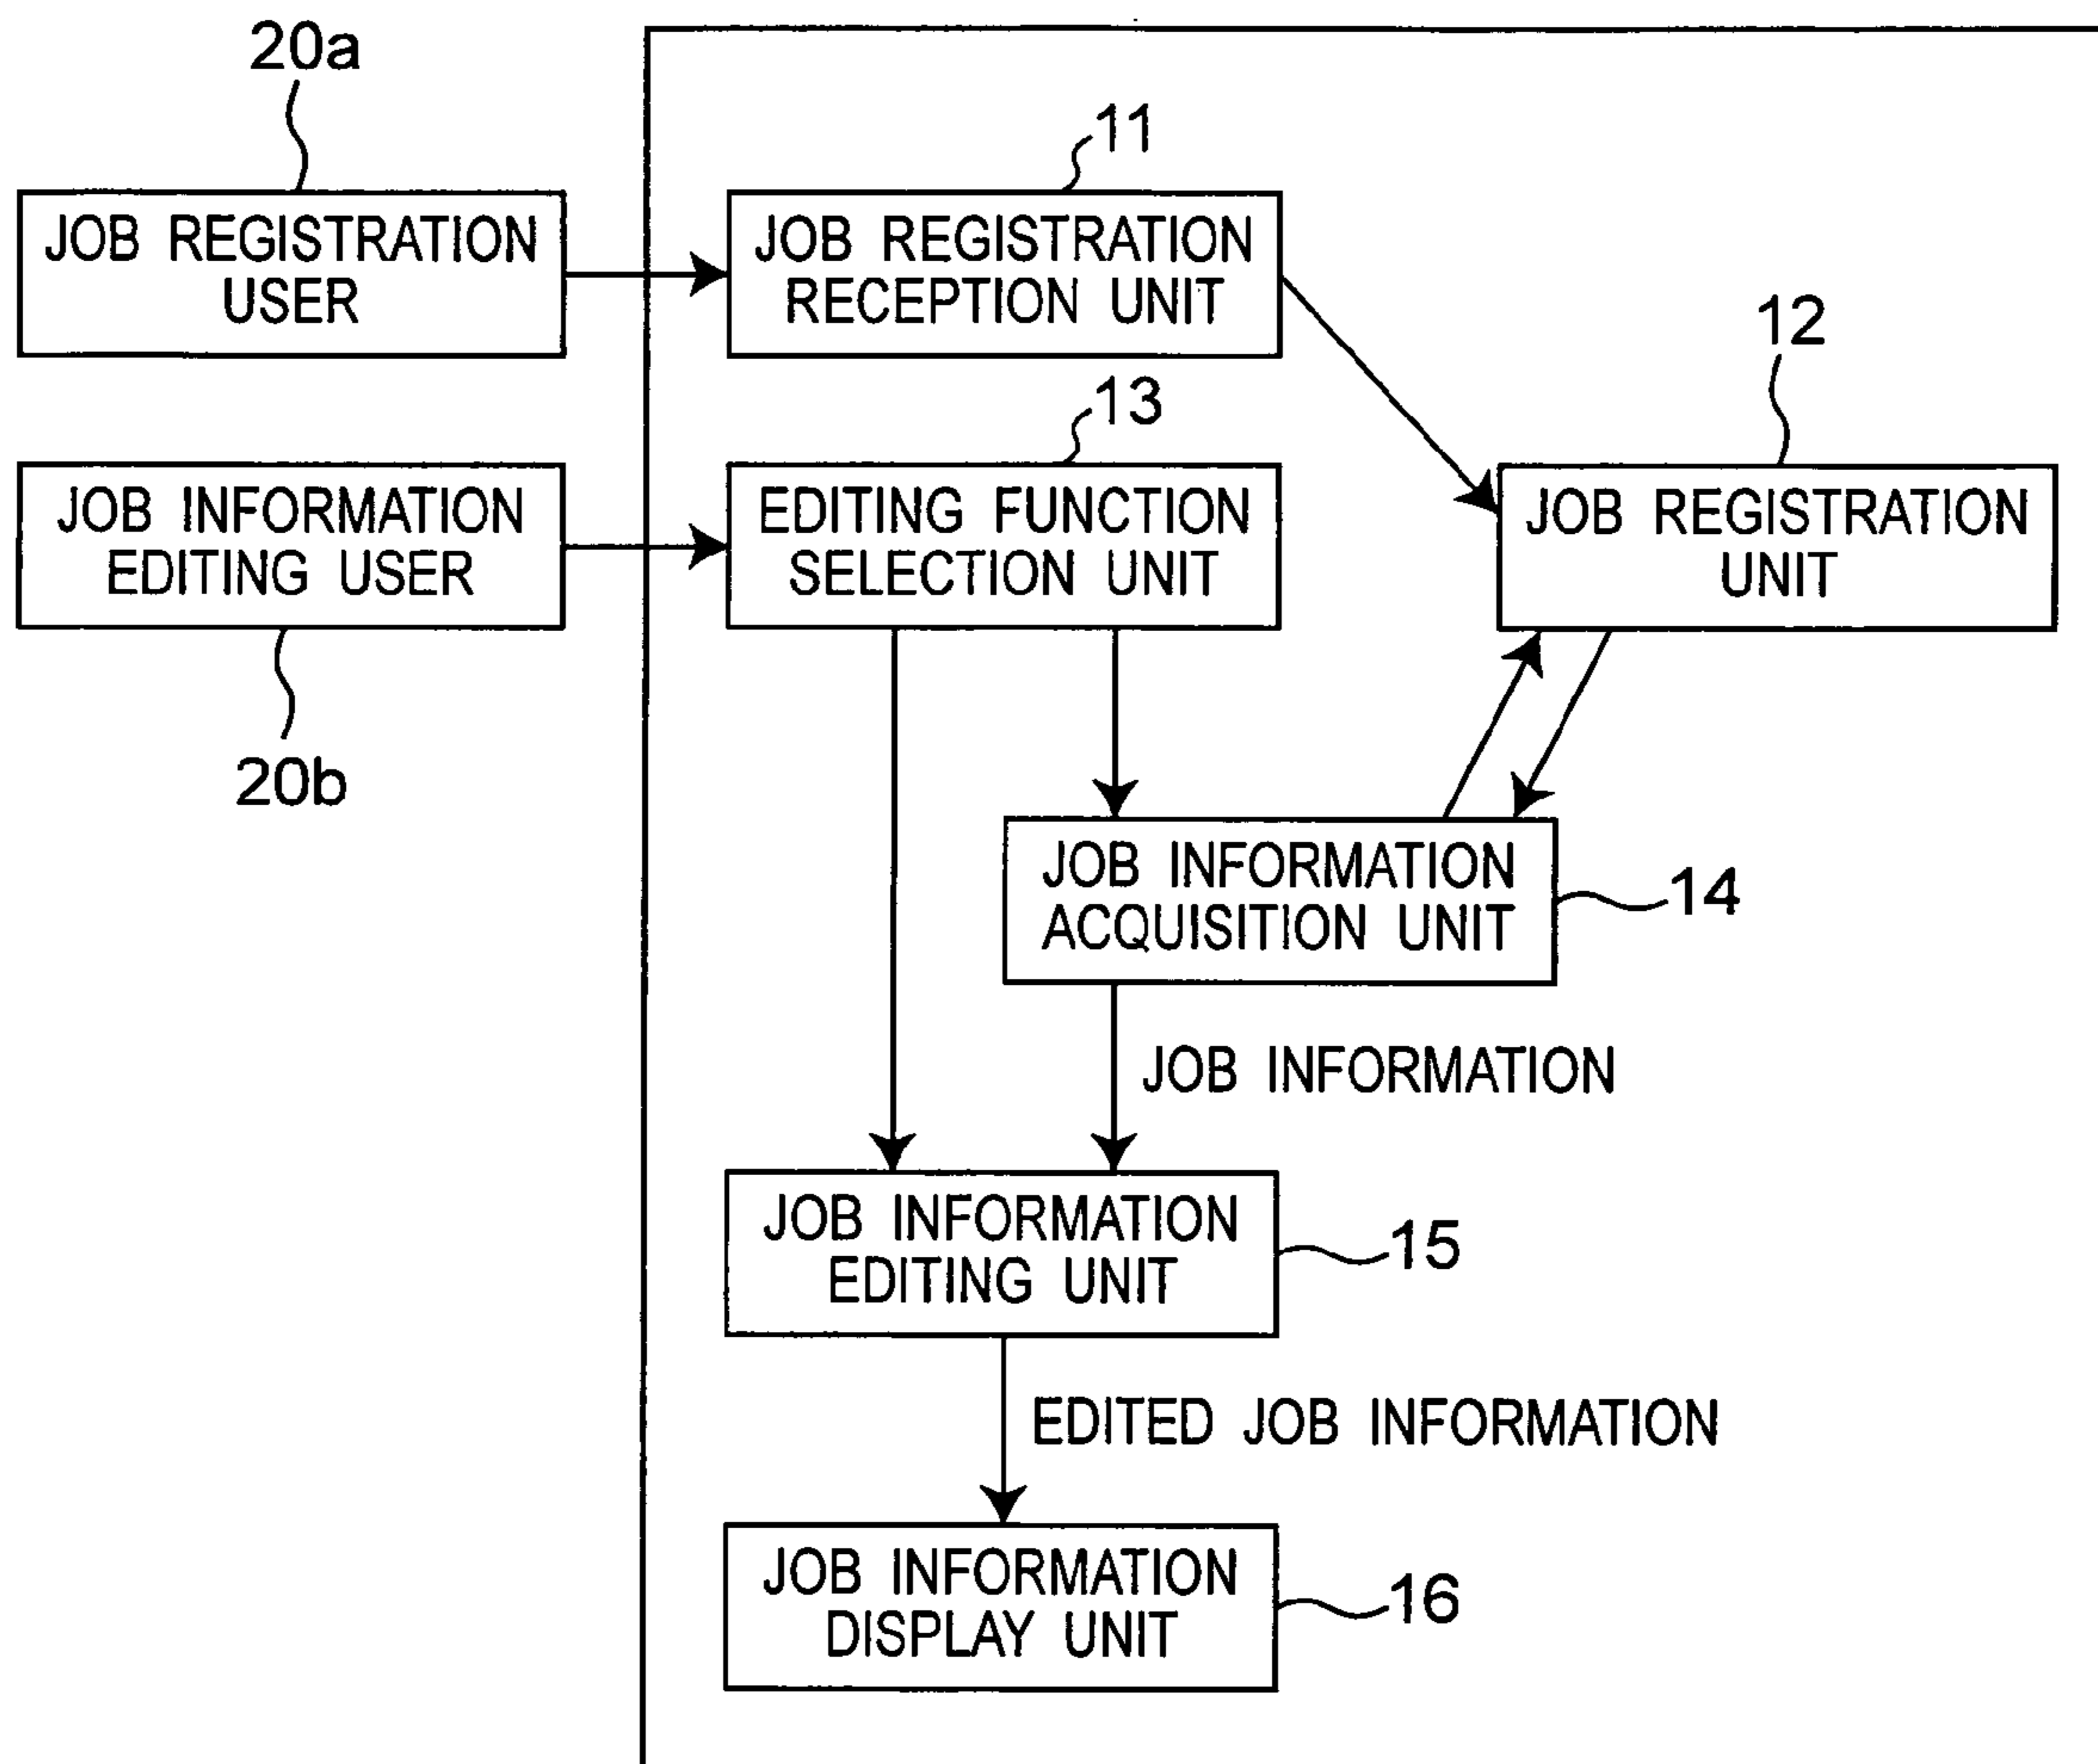 20a
11
JOB REGISTRATION
USER
JOB REGISTRATION
RECEPTION UNIT
12
13
JOB INFORMATION
EDITING USER
EDITING FUNCTION
SELECTION UNIT
JOB REGISTRATION
UNIT
20b
JOB INFORMATION
ACQUISITION UNIT
14
JOB INFORMATION
JOB INFORMATION
EDITING UNIT
15
EDITED JOB INFORMATION
JOB INFORMATION
DISPLAY UNIT
16